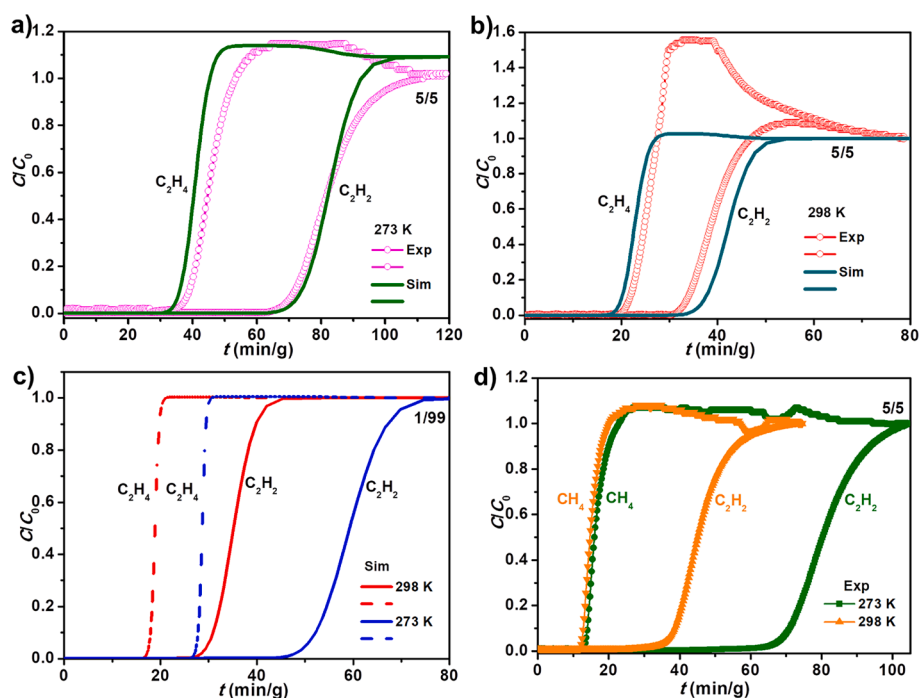 a)
C/C₀
1.2
1.0
0.8
0.6
0.4
0.2
0.0
0 20 40 60 80 100 120
t (min/g)
C₂H₄
C₂H₂
5/5
273 K
Exp
Sim
b)
C/C₀
1.6
1.4
1.2
1.0
0.8
0.6
0.4
0.2
0.0
0 20 40 60 80
t (min/g)
C₂H₄
C₂H₂
5/5
298 K
Exp
Sim
c)
C/C₀
1.0
0.8
0.6
0.4
0.2
0.0
0 20 40 60 80
t (min/g)
1/99
C₂H₄ C₂H₄ C₂H₂ C₂H₂
Sim
298 K
273 K
d)
C/C₀
1.2
1.0
0.8
0.6
0.4
0.2
0.0
0 20 40 60 80 100
t (min/g)
5/5
CH₄ CH₄ C₂H₂ C₂H₂
Exp
273 K
298 K